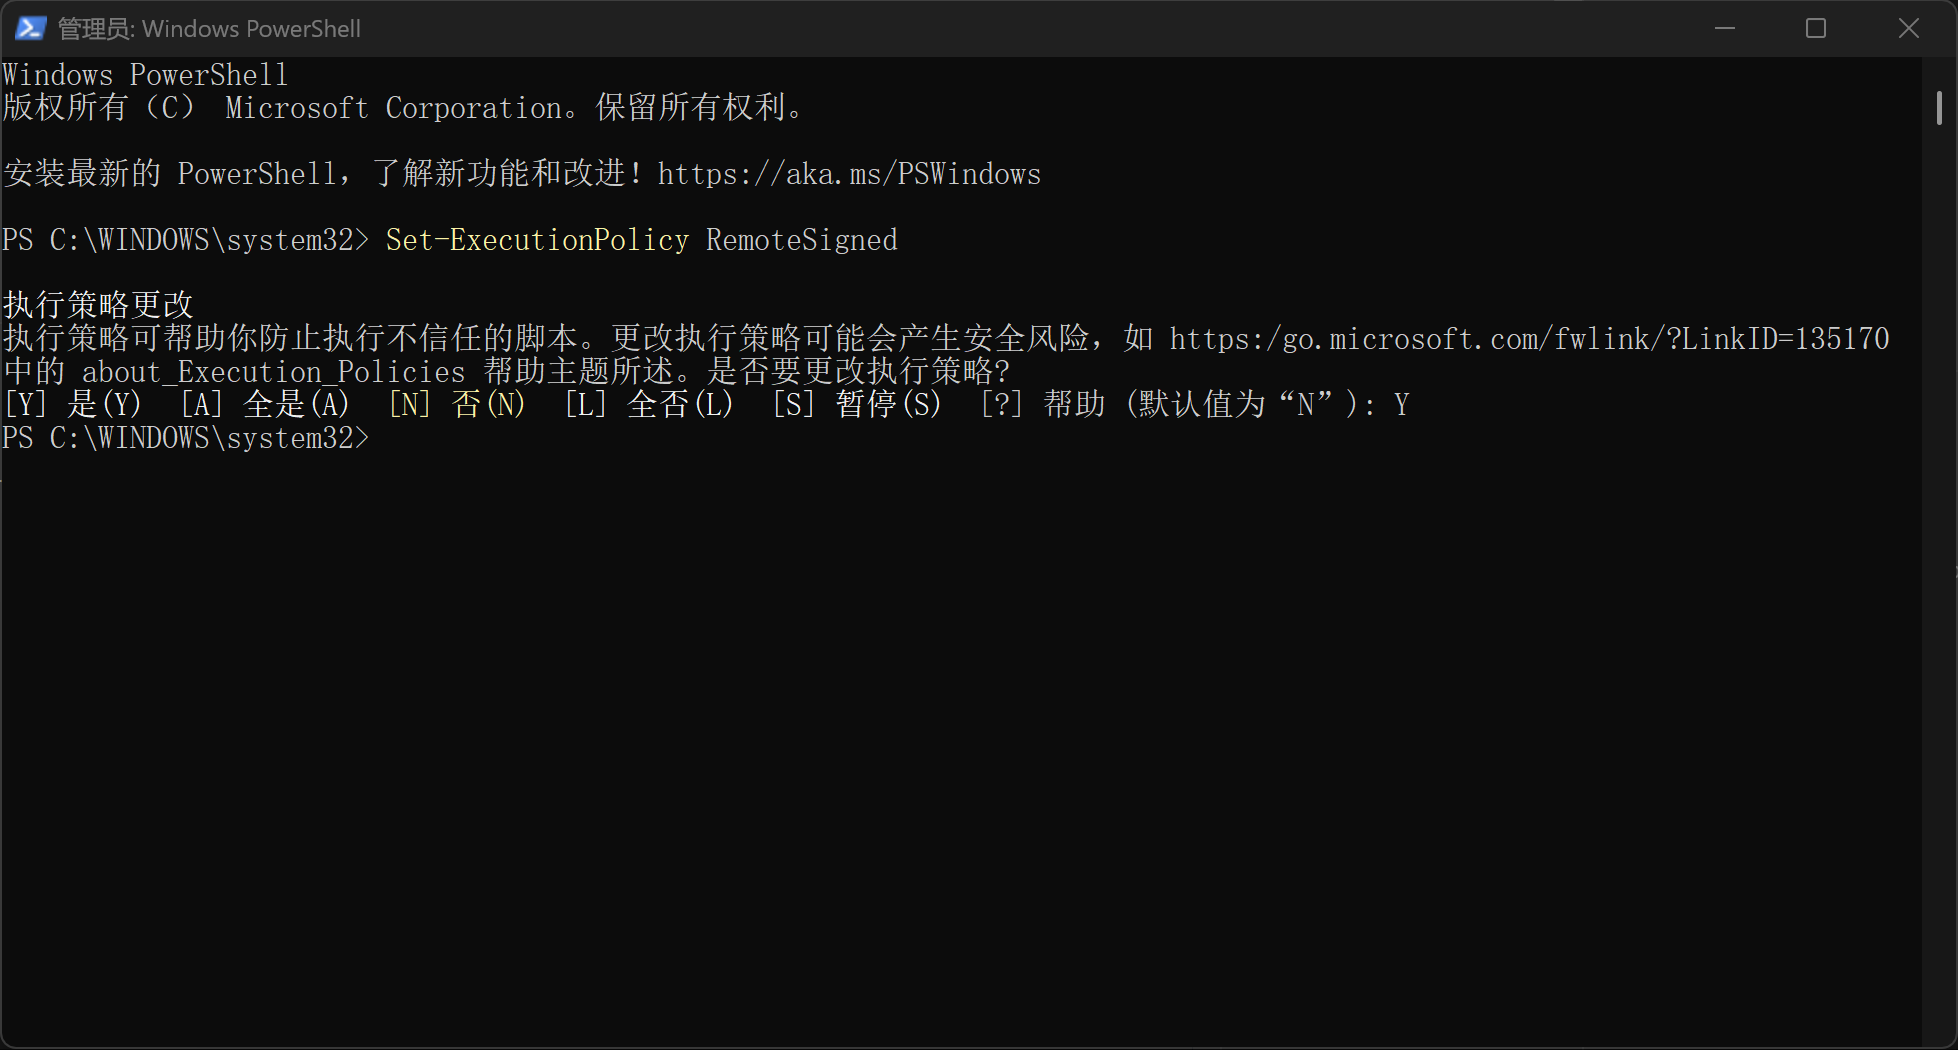 管理员: Windows PowerShell
Windows PowerShell
版权所有（C） Microsoft Corporation。保留所有权利。
安装最新的 PowerShell，了解新功能和改进！https://aka.ms/PSWindows
PS C:\WINDOWS\system32> Set-ExecutionPolicy RemoteSigned
执行策略更改
执行策略可帮助你防止执行不信任的脚本。更改执行策略可能会产生安全风险，如 https:/go.microsoft.com/fwlink/?LinkID=135170
中的 about_Execution_Policies 帮助主题所述。是否要更改执行策略?
[Y] 是(Y)  [A] 全是(A)  [N] 否(N)  [L] 全否(L)  [S] 暂停(S)  [?] 帮助 (默认值为“N”): Y
PS C:\WINDOWS\system32>